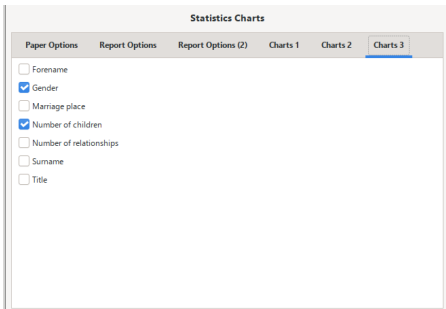 Statistics Charts
Paper Options Report Options Report Options (2) Charts 1 Charts 2 Charts 3
Forename
Gender
Marriage place
Number of children
Number of relationships
Surname
Title